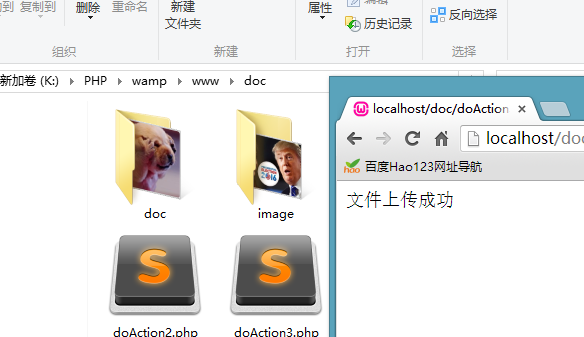 复制到 删除 重命名 新建
文件夹 属性 编辑
历史记录 反向选择
组织 新建 打开 选择
新加卷 (K:) PHP wamp www doc
localhost/doc/doAction
localhost/doc
百度Hao123网址导航
文件上传成功
doc image
doAction2.php doAction3.php